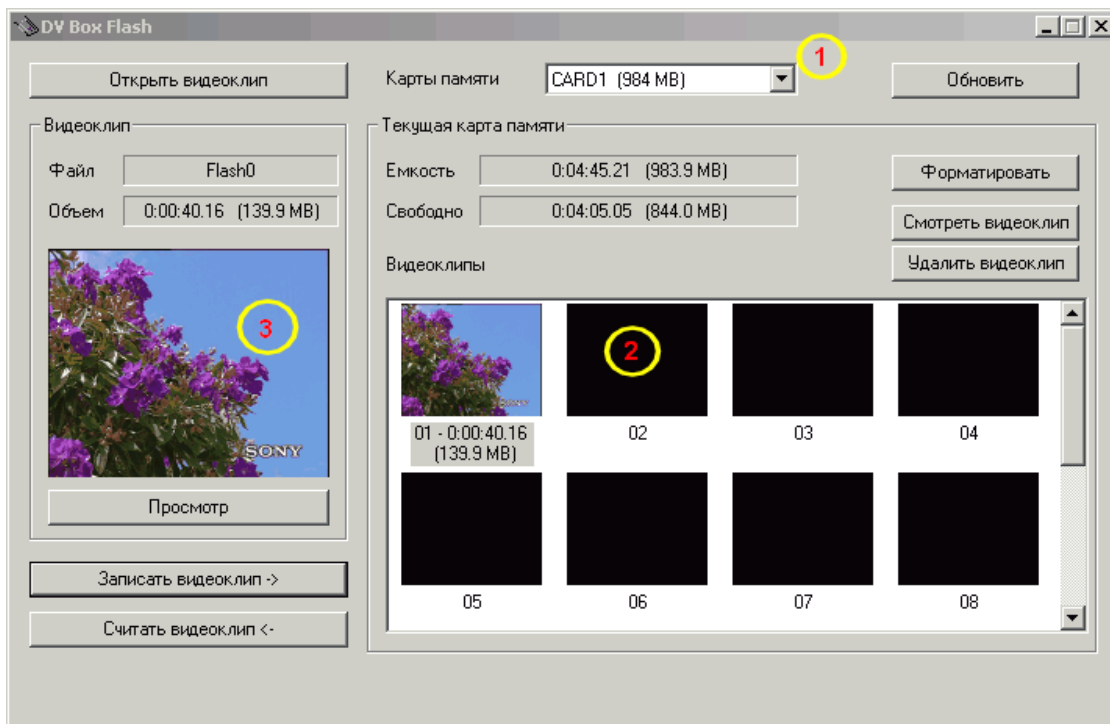 DV Box Flash
Открыть видеоклип
Карты памяти
CARD1 (984 MB)
1
Обновить
Видеоклип
Файл
Flash0
Объем
0:00:40.16 (139.9 MB)
3
SONY
Просмотр
Записать видеоклип ->
Считать видеоклип <-
Текущая карта памяти
Емкость
0:04:45.21 (983.9 MB)
Форматировать
Свободно
0:04:05.05 (844.0 MB)
Смотреть видеоклип
Видеоклипы
Удалить видеоклип
2
01 - 0:00:40.16
(139.9 MB)
02
03
04
05
06
07
08